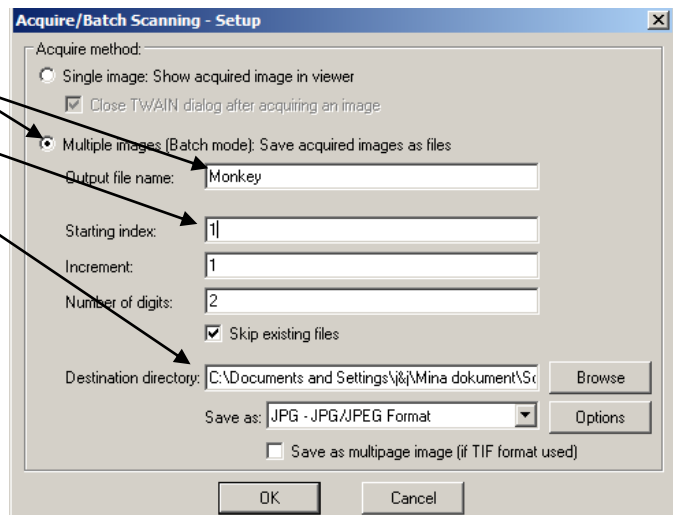 Acquire/Batch Scanning - Setup
Acquire method:
Single image: Show acquired image in viewer
Close TWAIN dialog after acquiring an image
Multiple images (Batch mode): Save acquired images as files
Output file name: Monkey
Starting index: 1
Increment: 1
Number of digits: 2
Skip existing files
Destination directory: C:\Documents and Settings\j&j\Mina dokument\Sc Browse
Save as: JPG - JPG/JPEG Format Options
Save as multipage image (if TIF format used)
OK Cancel